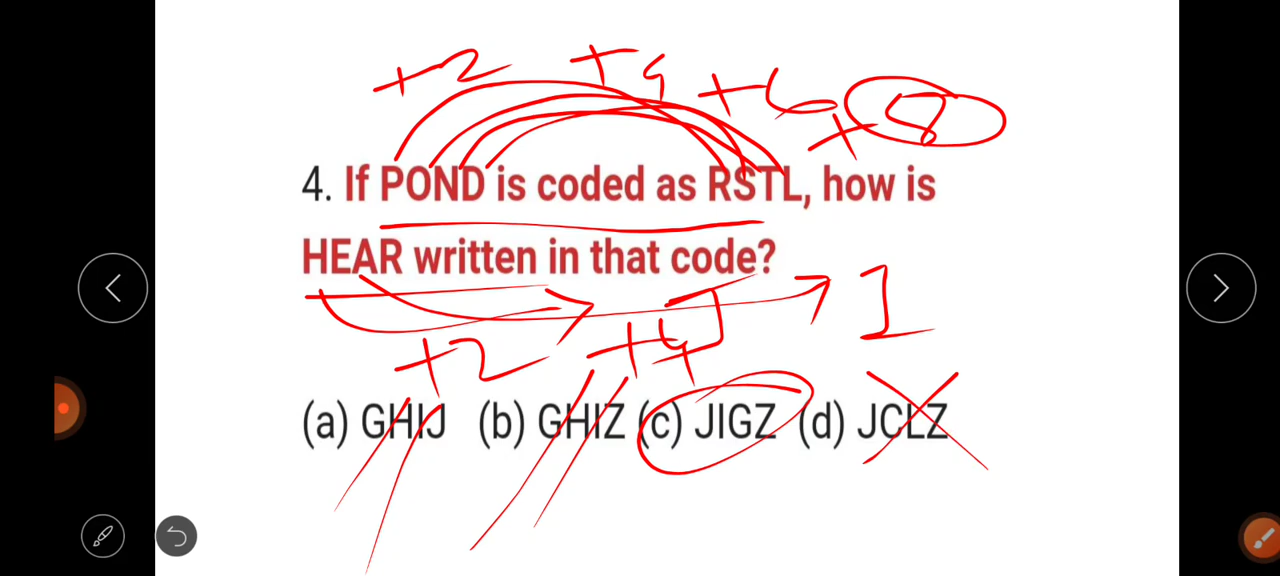 +2 +4 +6 +8
4. If POND is coded as RSTL, how is
HEAR written in that code?
J I
+2 +4
(a) GHIJ (b) GHIZ (c) JIGZ (d) JCLZ